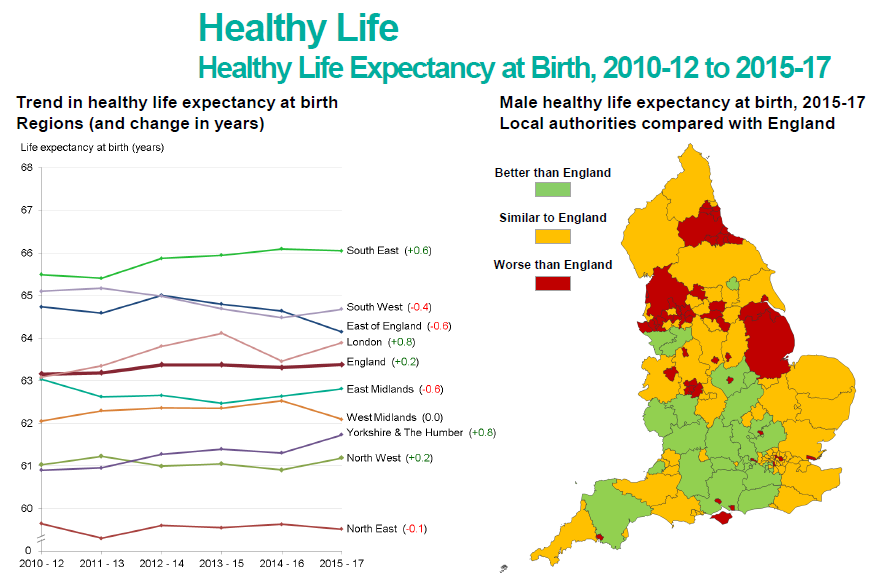 Healthy Life
Healthy Life Expectancy at Birth, 2010-12 to 2015-17
Trend in healthy life expectancy at birth
Regions (and change in years)
Life expectancy at birth (years)
68
67
66
65
64
63
62
61
60
0
2010 - 12
2011 - 13
2012 - 14
2013 - 15
2014 - 16
2015 - 17
South East (+0.6)
South West (-0.4)
East of England (-0.6)
London (+0.8)
England (+0.2)
East Midlands (-0.6)
West Midlands (0.0)
Yorkshire & The Humber (+0.8)
North West (+0.2)
North East (-0.1)
Male healthy life expectancy at birth, 2015-17
Local authorities compared with England
Better than England
Similar to England
Worse than England